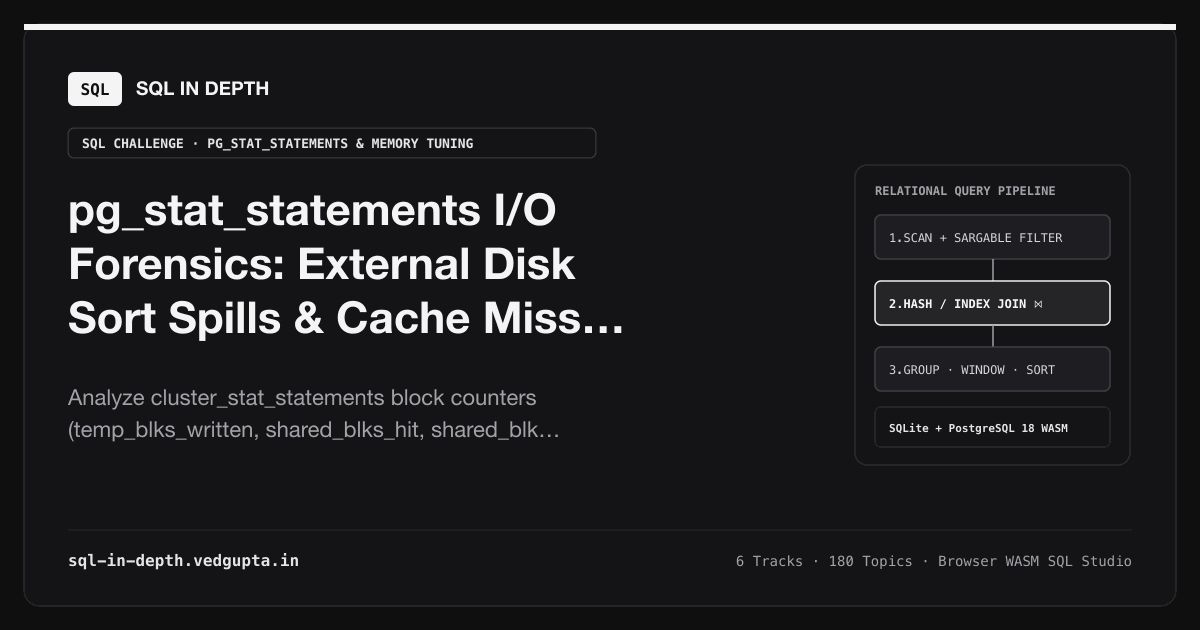 SQL
SQL IN DEPTH
SQL CHALLENGE · PG_STAT_STATEMENTS & MEMORY TUNING
pg_stat_statements I/O
Forensics: External Disk
Sort Spills & Cache Miss…
Analyze cluster_stat_statements block counters
(temp_blks_written, shared_blks_hit, shared_blk…
RELATIONAL QUERY PIPELINE
1.SCAN + SARGABLE FILTER
2.HASH / INDEX JOIN ⋈
3.GROUP · WINDOW · SORT
SQLite + PostgreSQL 18 WASM
sql-in-depth.vedgupta.in
6 Tracks · 180 Topics · Browser WASM SQL Studio